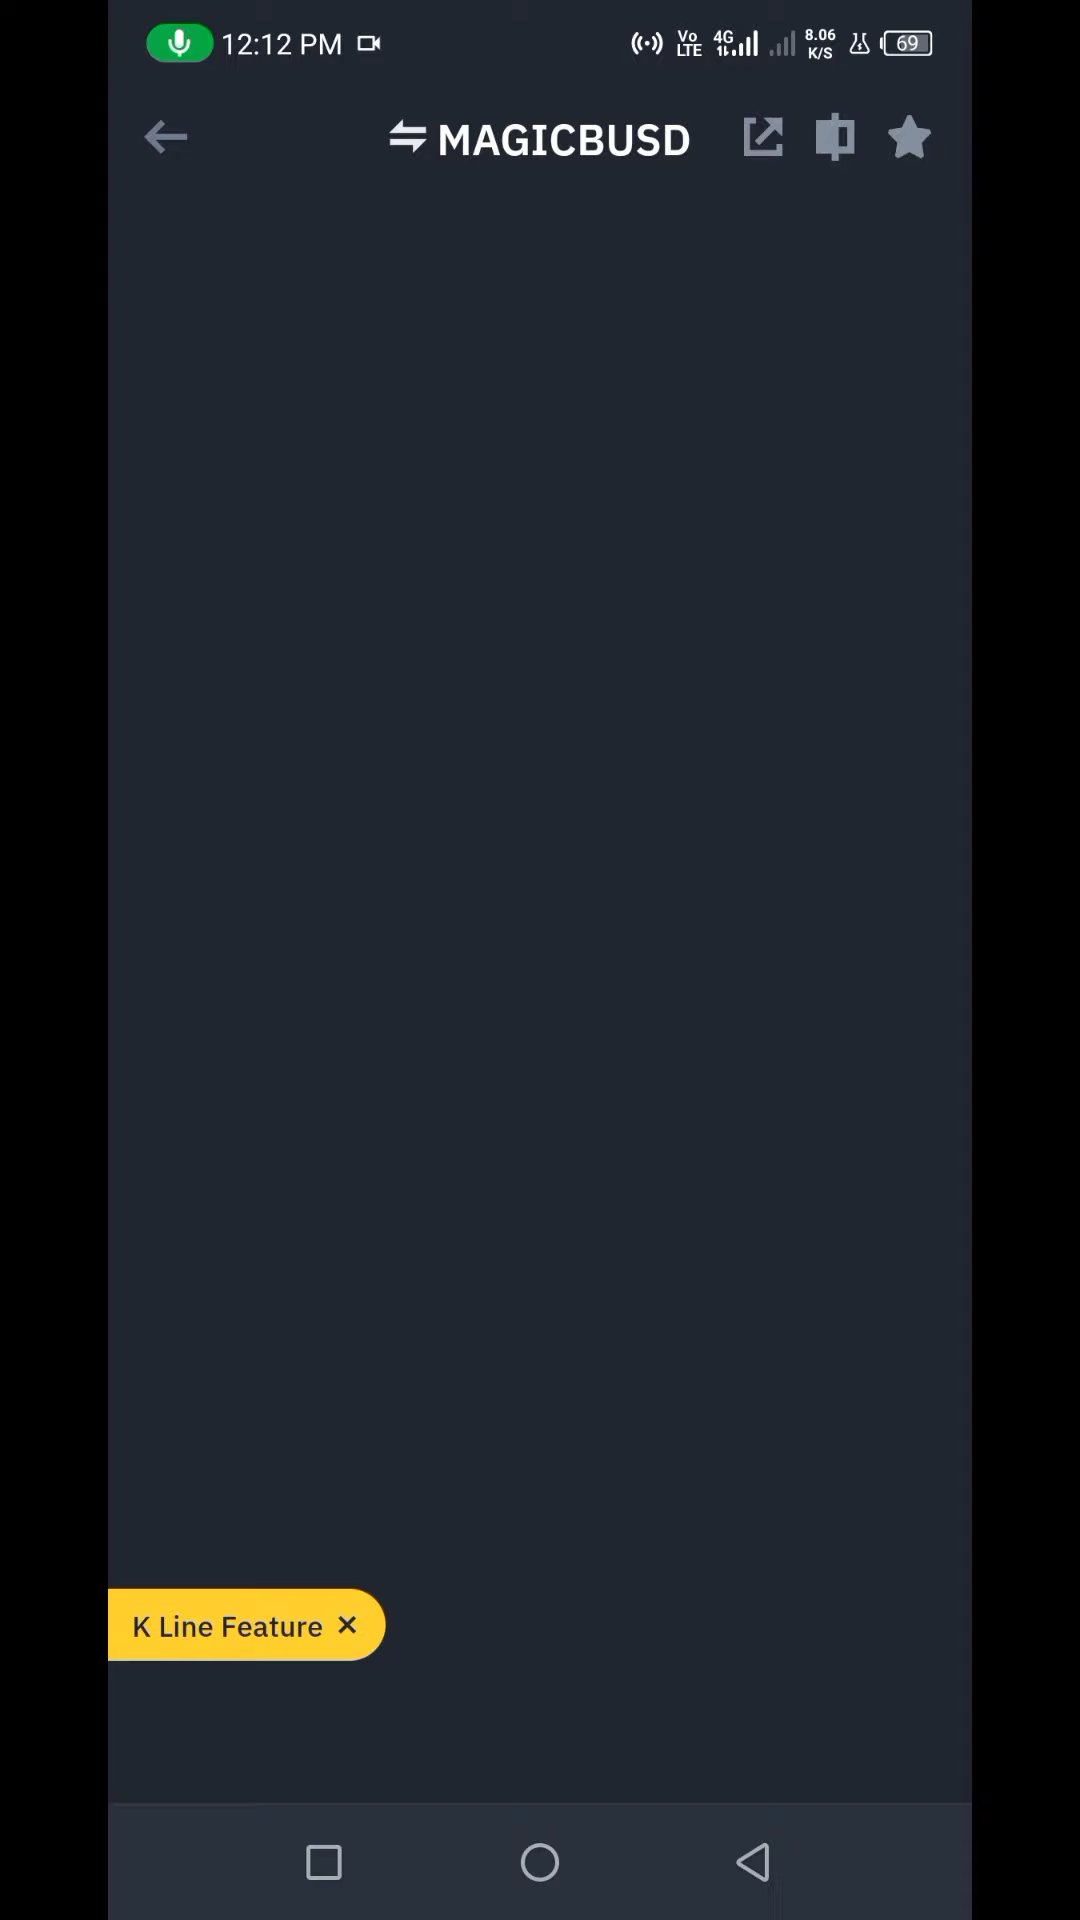 12:12 PM
Vo
LTE
4G
8.06
K/S
69
MAGICBUSD
K Line Feature ×